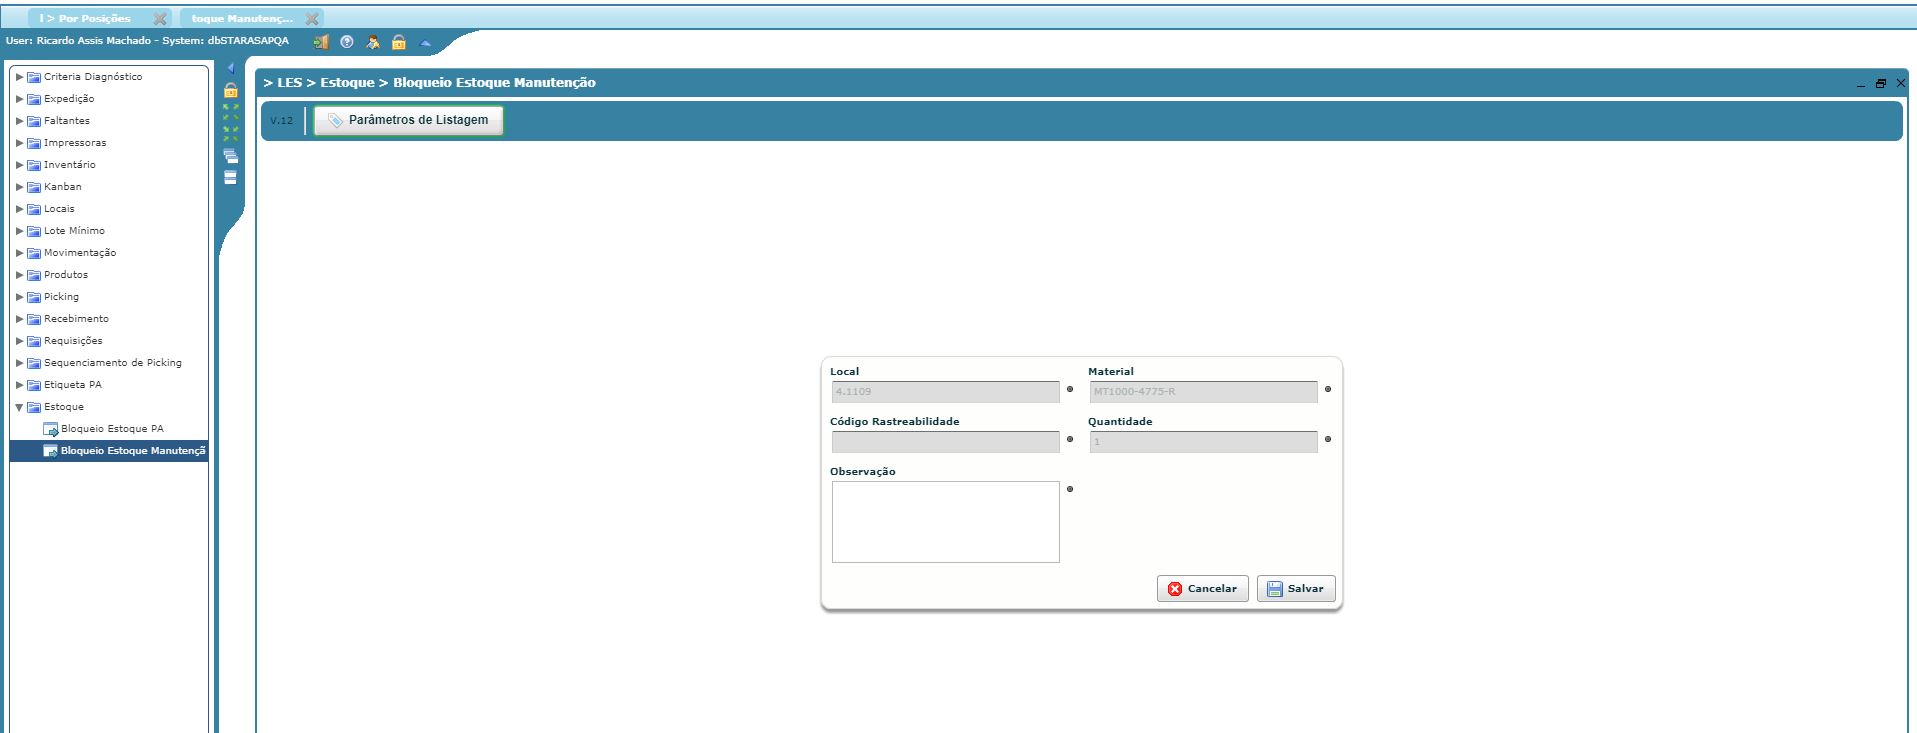 l > Por Posições
toque Manutenç...
User: Ricardo Assis Machado - System: dbSTARASAPQA
Criteria Diagnóstico
Expedição
Faltantes
Impressoras
Inventário
Kanban
Locais
Lote Mínimo
Movimentação
Produtos
Picking
Recebimento
Requisições
Sequenciamento de Picking
Etiqueta PA
Estoque
Bloqueio Estoque PA
Bloqueio Estoque Manutençã
> LES > Estoque > Bloqueio Estoque Manutenção
V.12 Parâmetros de Listagem
Local Material
4.1109 MT1000-4775-R
Código Rastreabilidade Quantidade
1
Observação
Cancelar Salvar